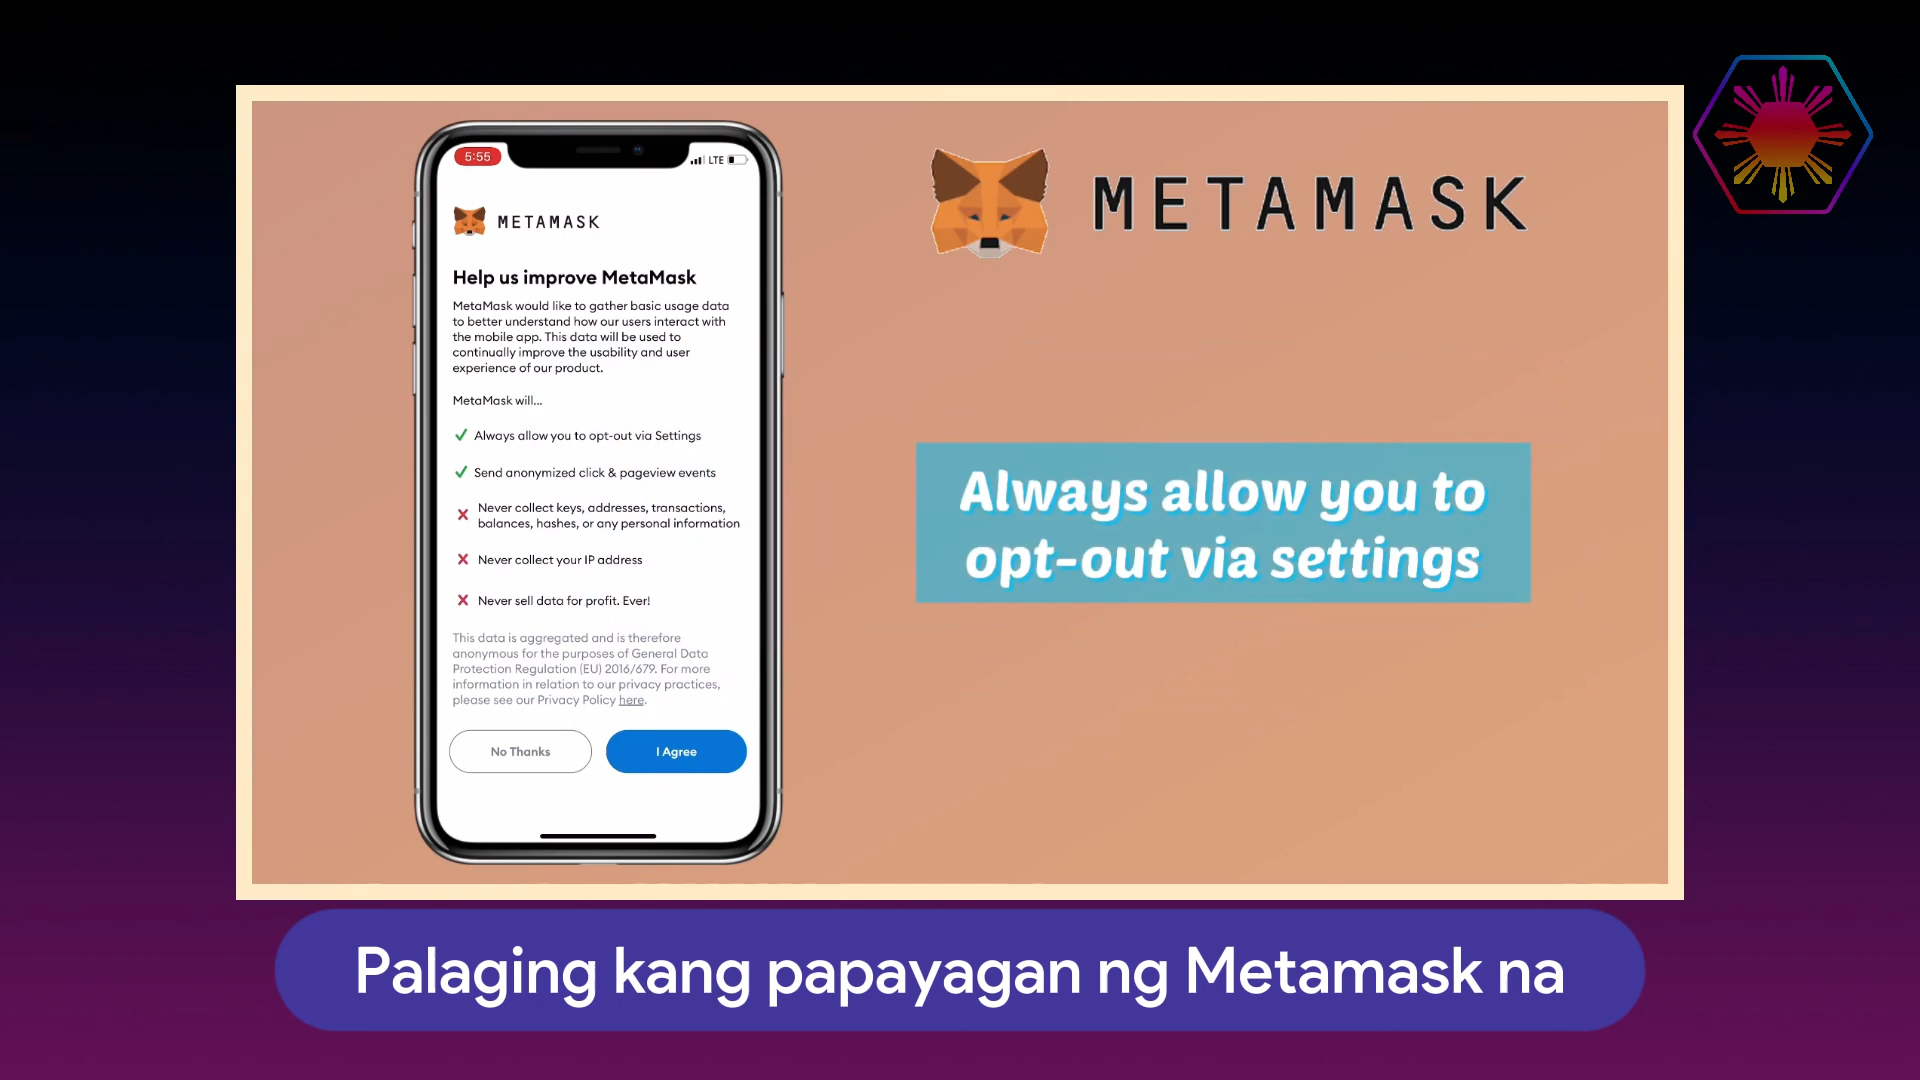 5:55
LTE
METAMASK
Help us improve MetaMask
MetaMask would like to gather basic usage data
to better understand how our users interact with
the mobile app. This data will be used to
continually improve the usability and user
experience of our product.
MetaMask will...
Always allow you to opt-out via Settings
Send anonymized click & pageview events
Never collect keys, addresses, transactions,
balances, hashes, or any personal information
Never collect your IP address
Never sell data for profit. Ever!
This data is aggregated and is therefore
anonymous for the purposes of General Data
Protection Regulation (EU) 2016/679. For more
information in relation to our privacy practices,
please see our Privacy Policy here.
No Thanks
I Agree
METAMASK
Always allow you to
opt-out via settings
Palaging kang papayagan ng Metamask na